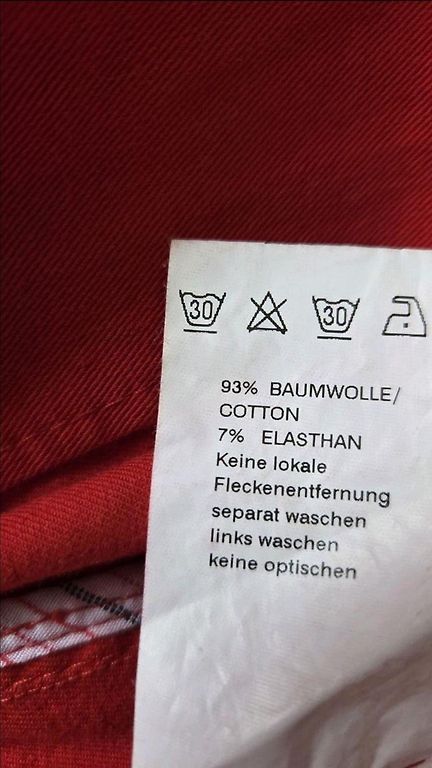 30 30
93% BAUMWOLLE/
COTTON
7% ELASTHAN
Keine lokale
Fleckenentfernung
separat waschen
links waschen
keine optischen